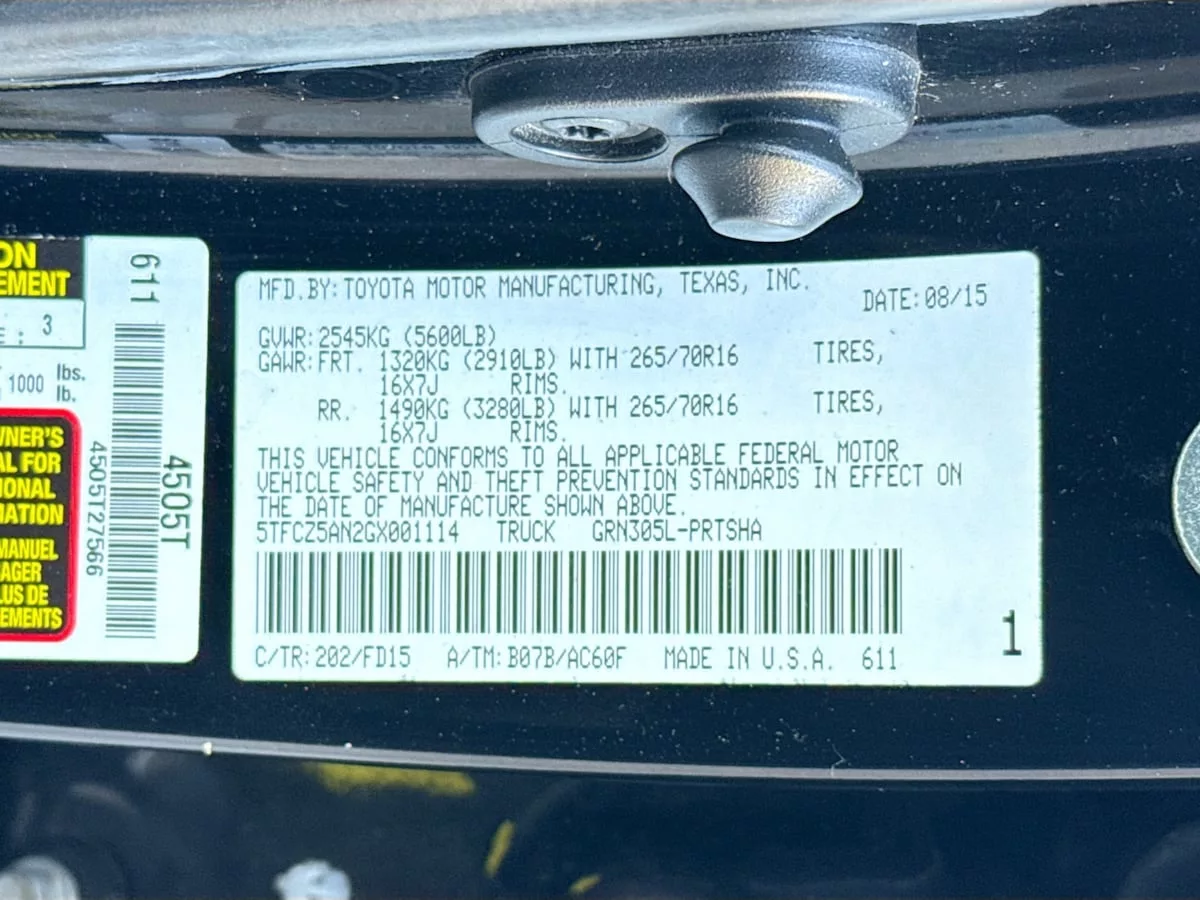 ON
EMENT
: 3
1000 lbs.
lb.
WNER'S
AL FOR
IONAL
MATION
MANUEL
AGER
LUS DE
EMENTS
611
4505T27566
4505T
MFD.BY:TOYOTA MOTOR MANUFACTURING, TEXAS, INC.
DATE:08/15
GVWR:2545KG (5600LB)
GAWR:FRT. 1320KG (2910LB) WITH 265/70R16 TIRES,
16X7J RIMS.
RR. 1490KG (3280LB) WITH 265/70R16 TIRES,
16X7J RIMS.
THIS VEHICLE CONFORMS TO ALL APPLICABLE FEDERAL MOTOR
VEHICLE SAFETY AND THEFT PREVENTION STANDARDS IN EFFECT ON
THE DATE OF MANUFACTURE SHOWN ABOVE.
5TFCZ5AN2GX001114 TRUCK GRN305L-PRTSHA
C/TR:202/FD15 A/TM:B07B/AC60F MADE IN U.S.A. 611
1